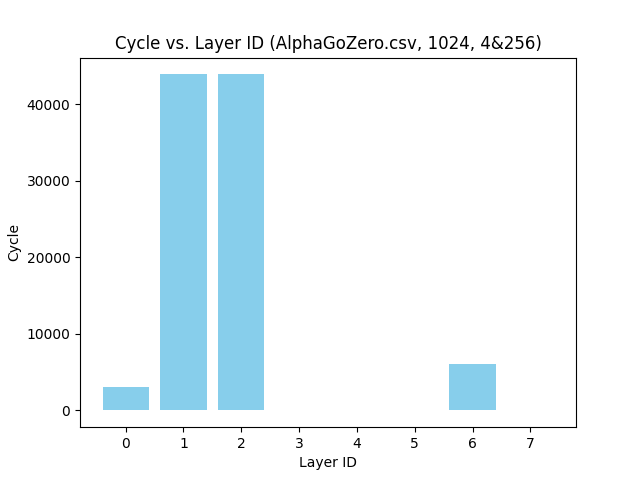 Cycle vs. Layer ID (AlphaGoZero.csv, 1024, 4&256)
40000
30000
20000
10000
0
Cycle
0 1 2 3 4 5 6 7
Layer ID